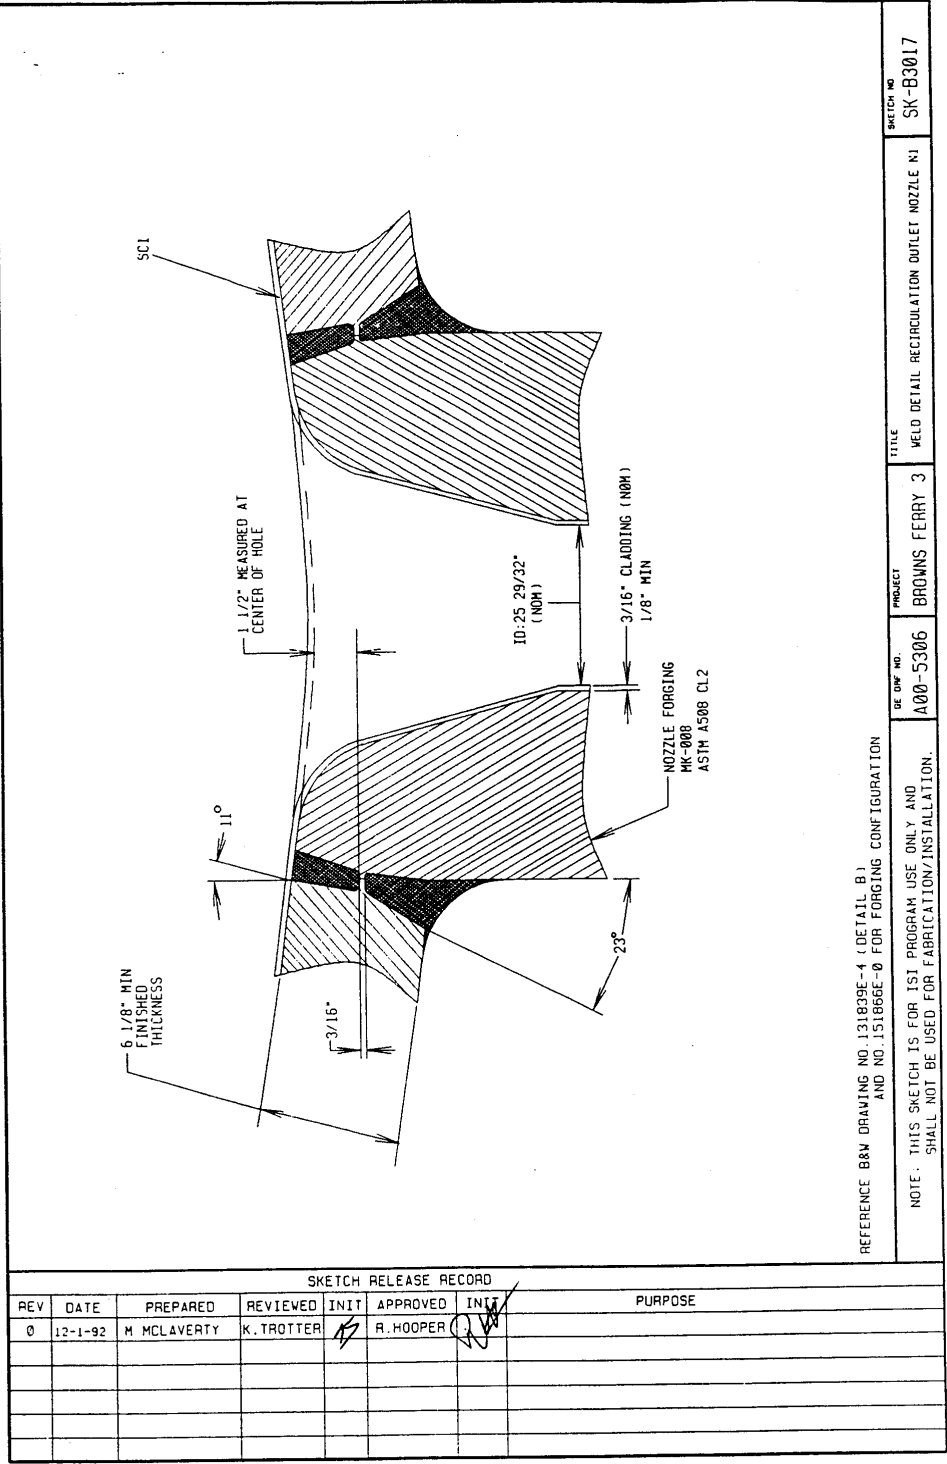 SCI
1 1/2" MEASURED AT
CENTER OF HOLE
11°
6 1/8" MIN
FINISHED
THICKNESS
3/16"
23°
ID:25 29/32"
(NOM)
3/16" CLADDING (NOM)
1/8" MIN
NOZZLE FORGING
MK-008
ASTM A508 CL2
REFERENCE B&W DRAWING NO.131839E-4 (DETAIL B)
AND NO.151866E-0 FOR FORGING CONFIGURATION
NOTE: THIS SKETCH IS FOR ISI PROGRAM USE ONLY AND
SHALL NOT BE USED FOR FABRICATION/INSTALLATION.
GE DRF NO.
A00-5306
PROJECT
BROWNS FERRY 3
TITLE
WELD DETAIL RECIRCULATION OUTLET NOZZLE N1
SKETCH NO
SK-B3017
SKETCH RELEASE RECORD
REV DATE PREPARED REVIEWED INIT APPROVED INIT PURPOSE
0 12-1-92 M MCLAVERTY K.TROTTER R.HOOPER